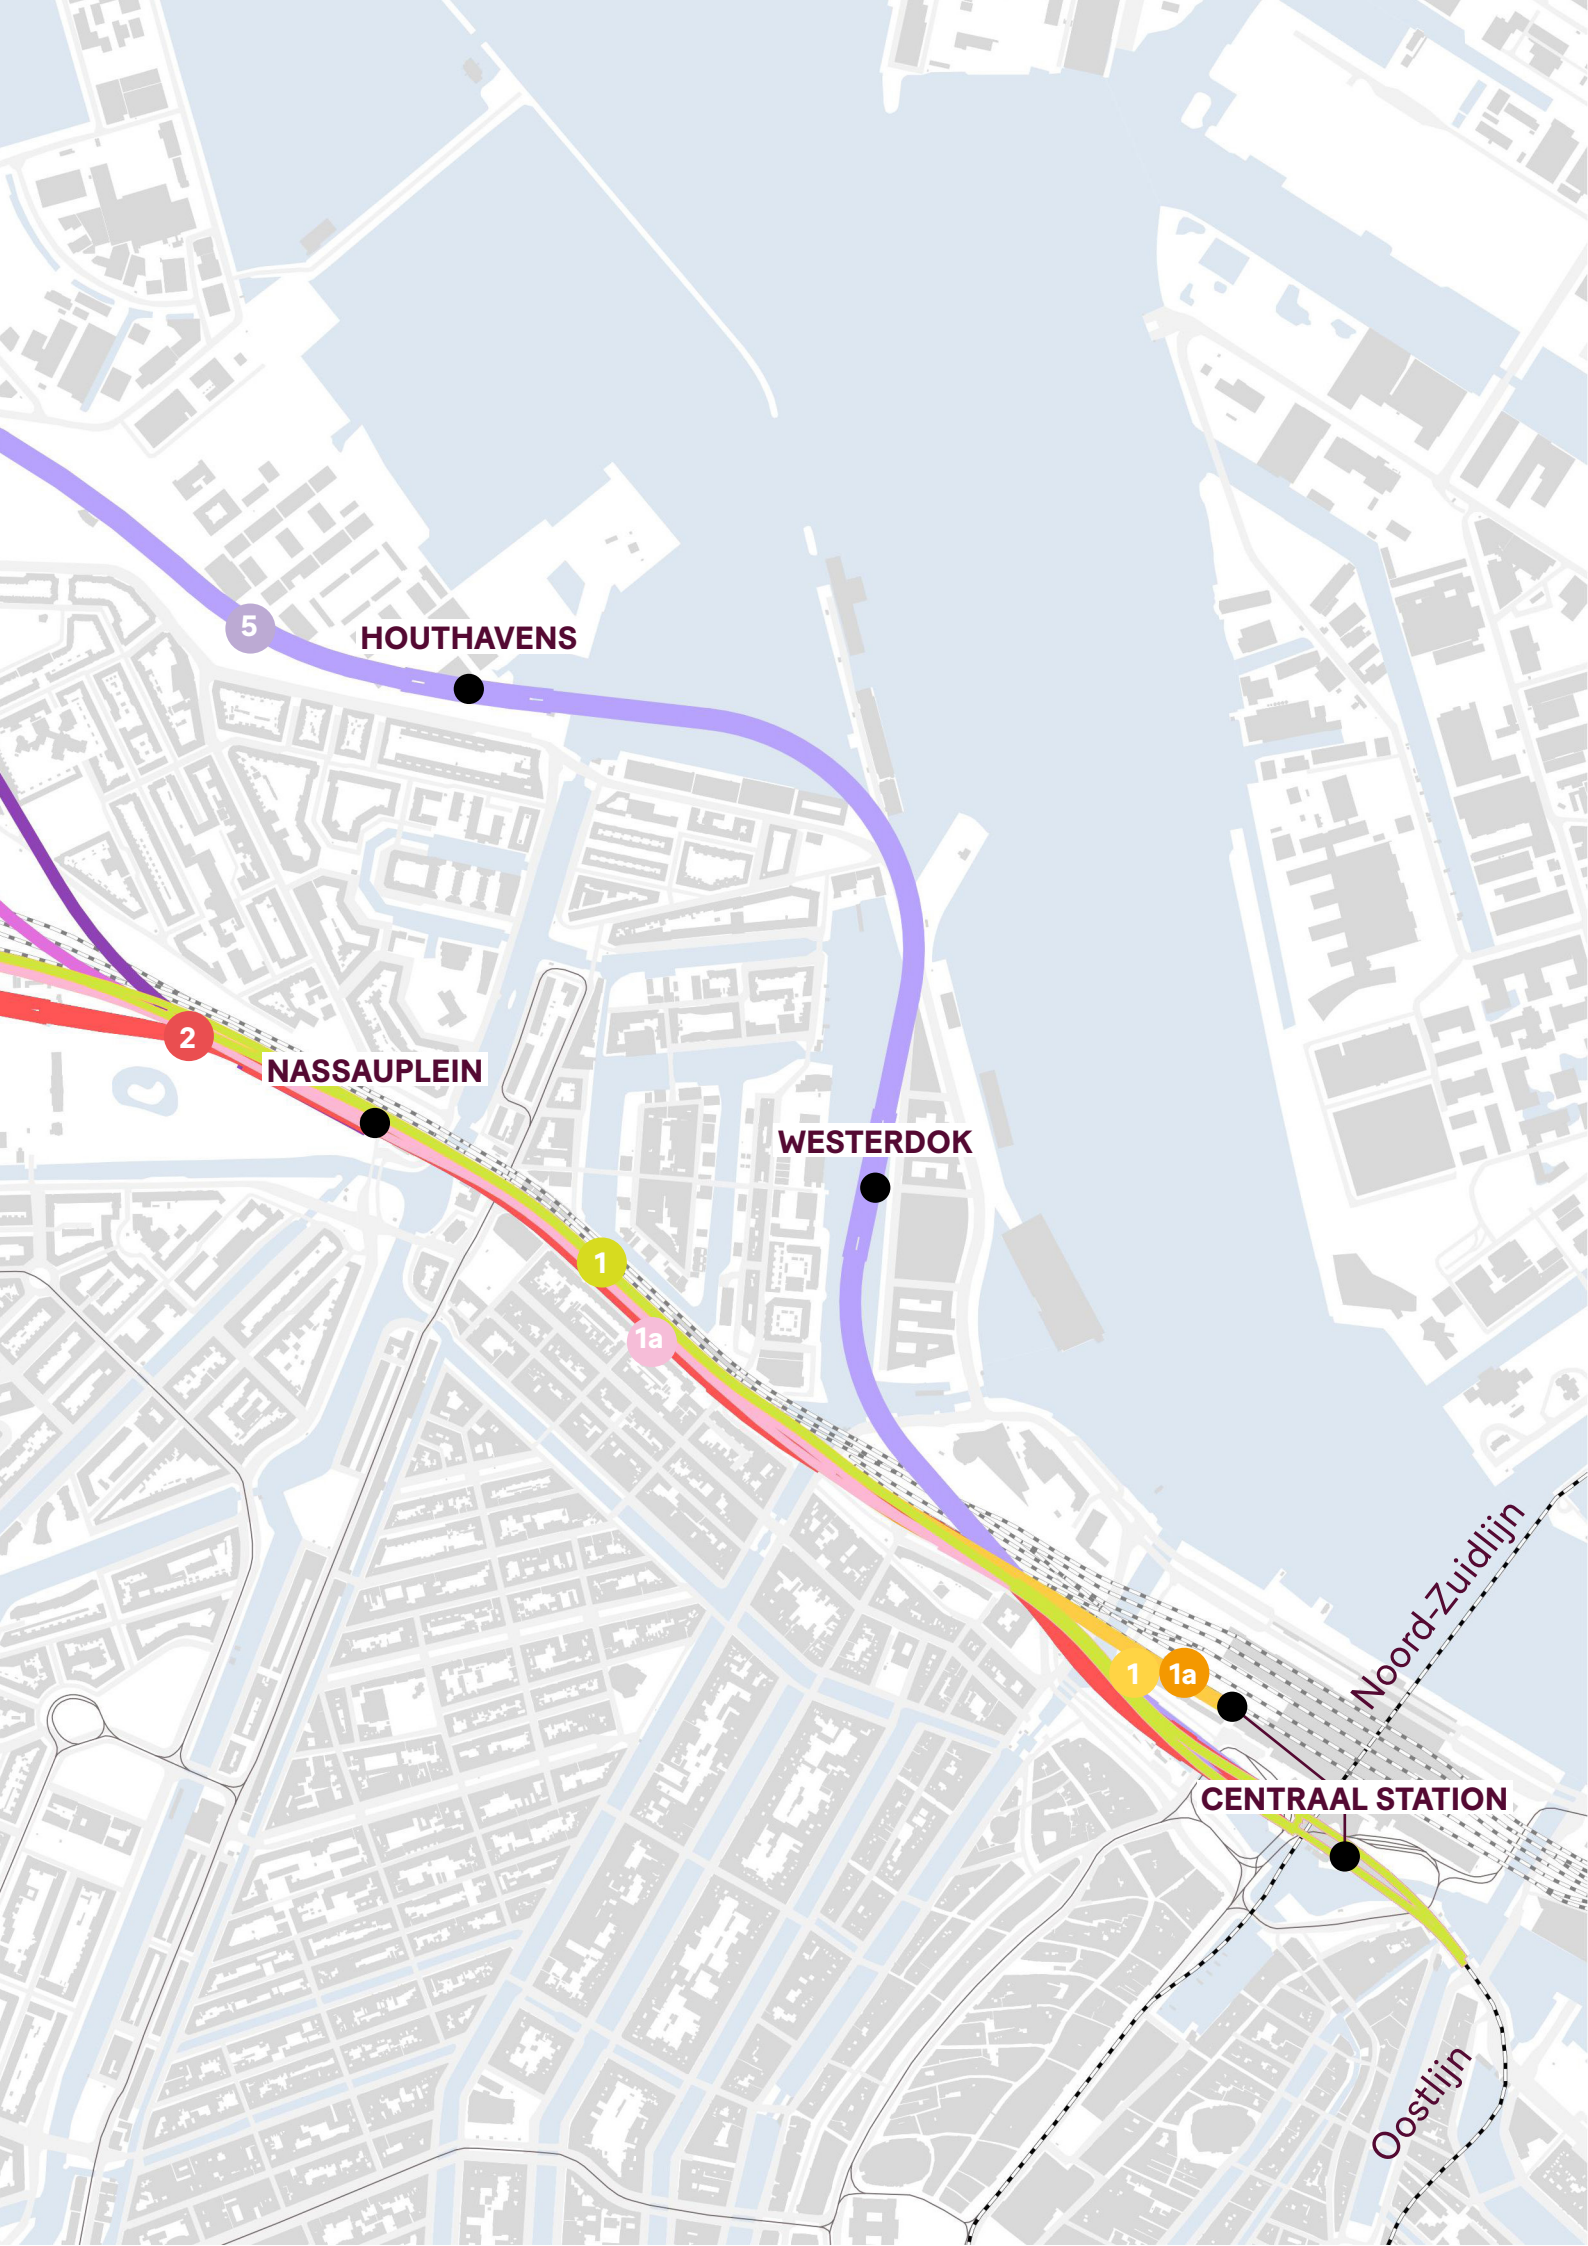 5
HOUTHAVENS
2
NASSAUPLEIN
WESTERDOK
1
1a
Noord-Zuidlijn
1
1a
CENTRAAL STATION
Oostlijn